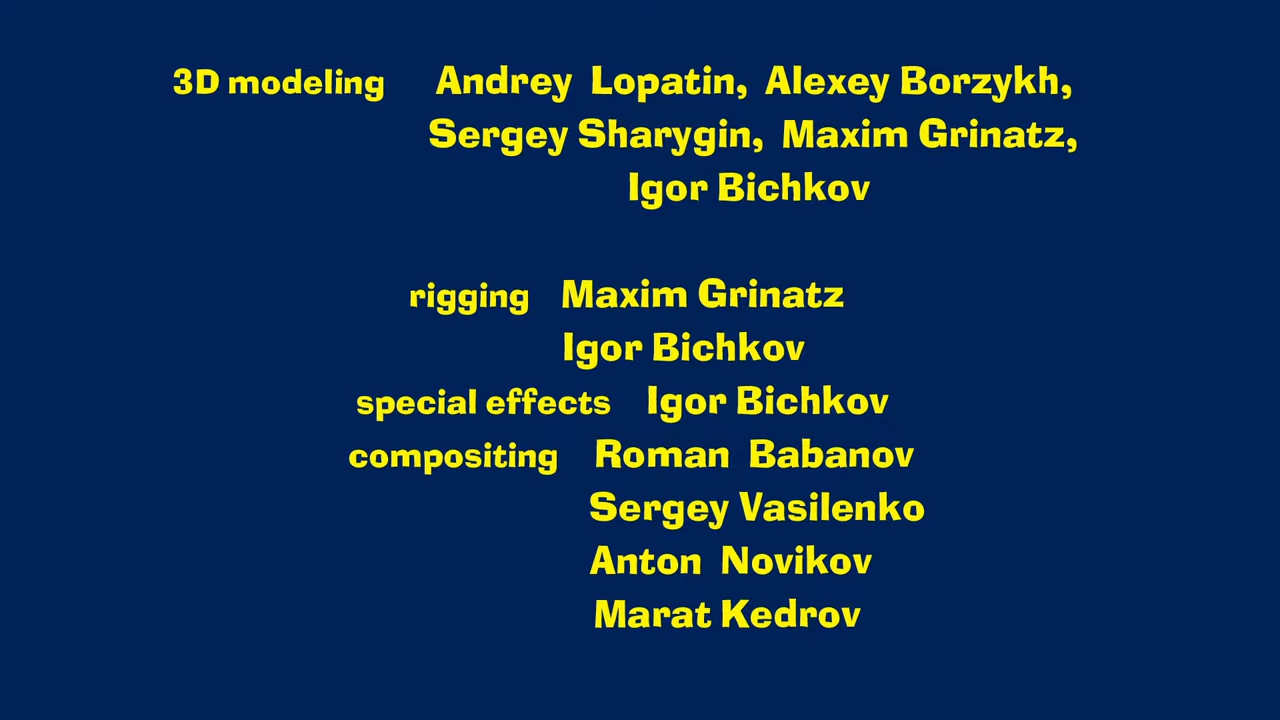 3D modeling Andrey Lopatin, Alexey Borzykh,
Sergey Sharygin, Maxim Grinatz,
Igor Bichkov
rigging Maxim Grinatz
Igor Bichkov
special effects Igor Bichkov
compositing Roman Babanov
Sergey Vasilenko
Anton Novikov
Marat Kedrov